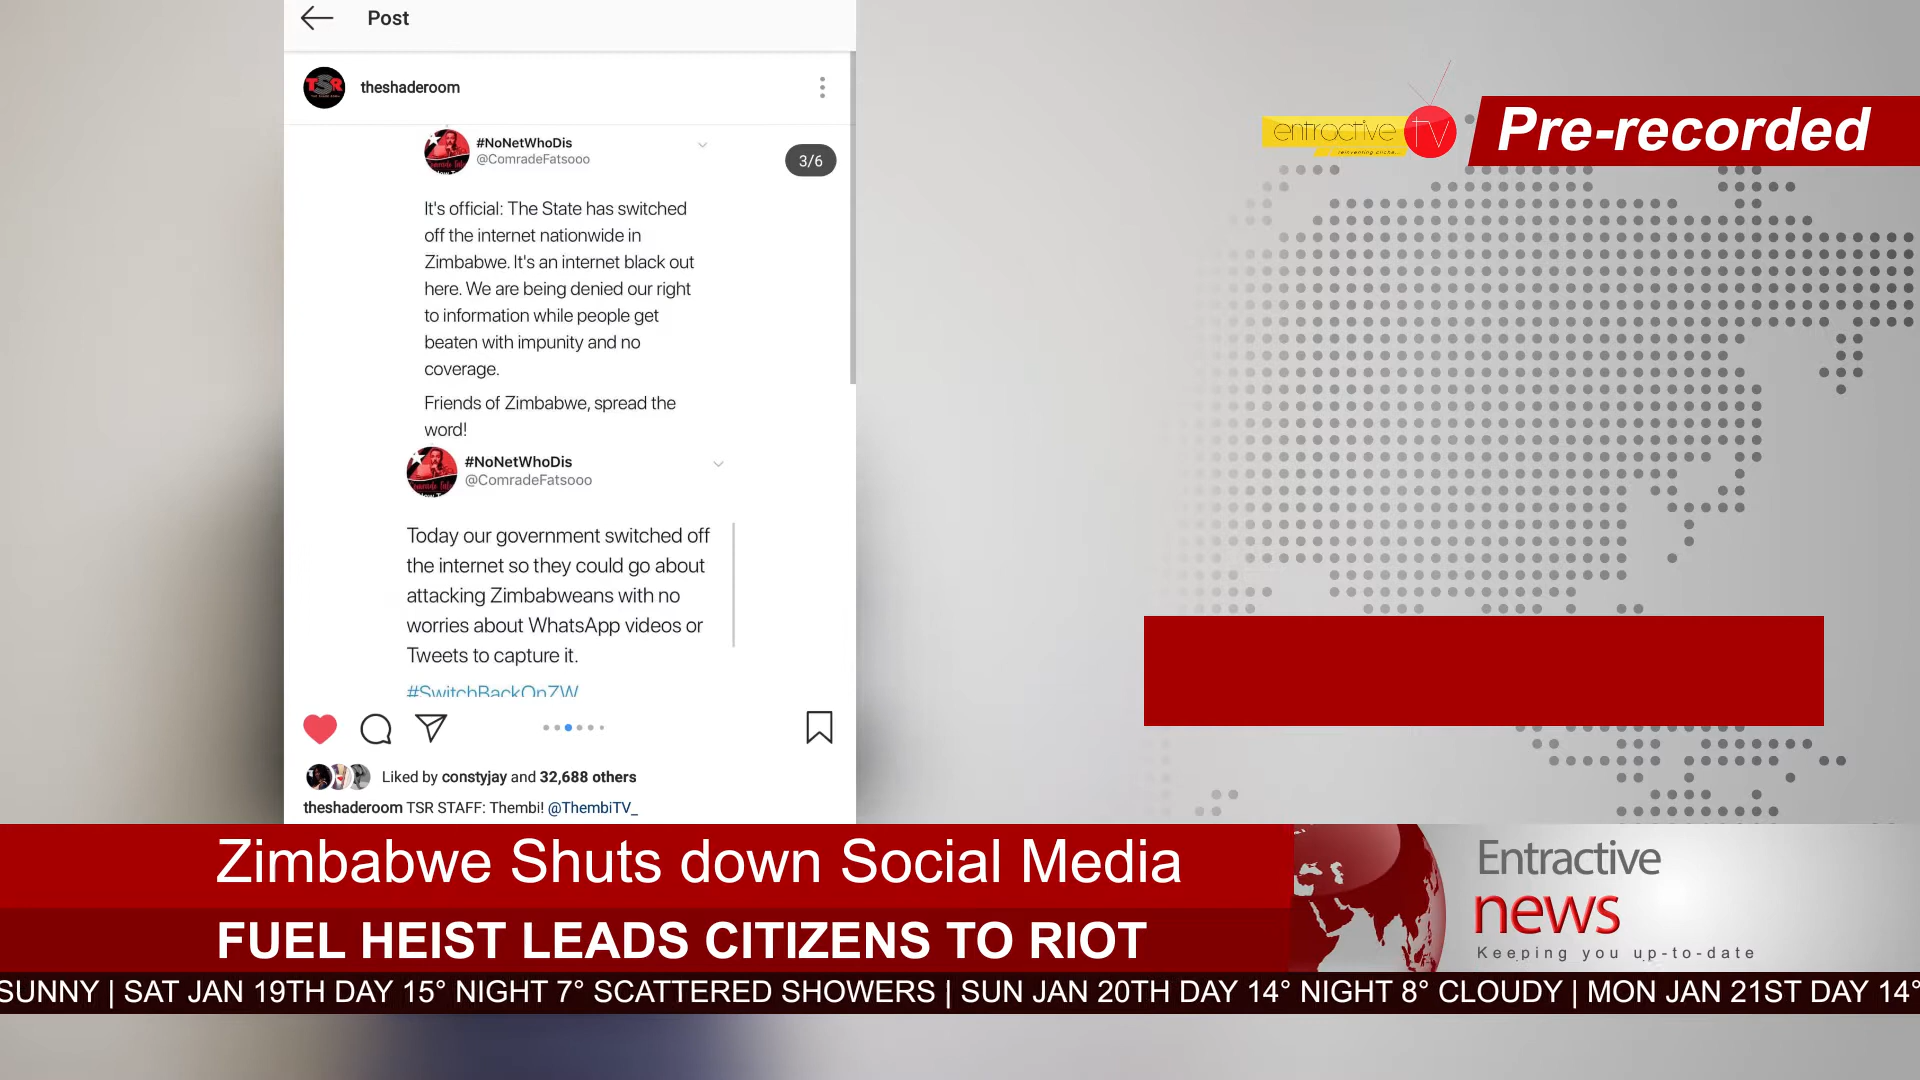 Post
theshaderoom
#NoNetWhoDis
@ComradeFatsooo
3/6
It's official: The State has switched
off the internet nationwide in
Zimbabwe. It's an internet black out
here. We are being denied our right
to information while people get
beaten with impunity and no
coverage.
Friends of Zimbabwe, spread the
word!
#NoNetWhoDis
@ComradeFatsooo
Today our government switched off
the internet so they could go about
attacking Zimbabweans with no
worries about WhatsApp videos or
Tweets to capture it.
#SwitchBackOnZW
Liked by constyjay and 32,688 others
theshaderoom TSR STAFF: Thembi! @ThembiTV_
entractive tv
reinventing cliche...
Pre-recorded
Zimbabwe Shuts down Social Media
FUEL HEIST LEADS CITIZENS TO RIOT
Entractive
news
Keeping you up-to-date
SUNNY | SAT JAN 19TH DAY 15° NIGHT 7° SCATTERED SHOWERS | SUN JAN 20TH DAY 14° NIGHT 8° CLOUDY | MON JAN 21ST DAY 14°